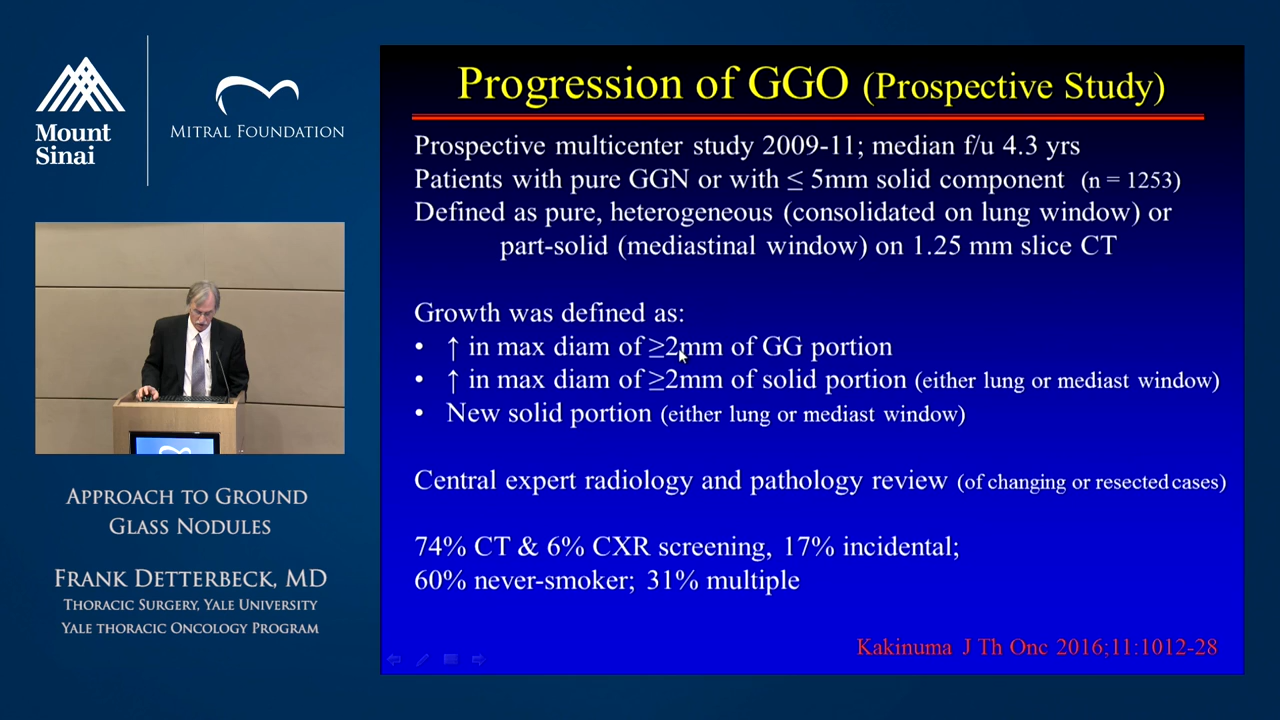 Mount
Sinai
MITRAL FOUNDATION
APPROACH TO GROUND
GLASS NODULES
FRANK DETTERBECK, MD
THORACIC SURGERY, YALE UNIVERSITY
YALE THORACIC ONCOLOGY PROGRAM
Progression of GGO (Prospective Study)
Prospective multicenter study 2009-11; median f/u 4.3 yrs
Patients with pure GGN or with ≤ 5mm solid component (n = 1253)
Defined as pure, heterogeneous (consolidated on lung window) or
part-solid (mediastinal window) on 1.25 mm slice CT
Growth was defined as:
• ↑ in max diam of ≥2mm of GG portion
• ↑ in max diam of ≥2mm of solid portion (either lung or mediast window)
• New solid portion (either lung or mediast window)
Central expert radiology and pathology review (of changing or resected cases)
74% CT & 6% CXR screening, 17% incidental;
60% never-smoker; 31% multiple
Kakinuma J Th Onc 2016;11:1012-28